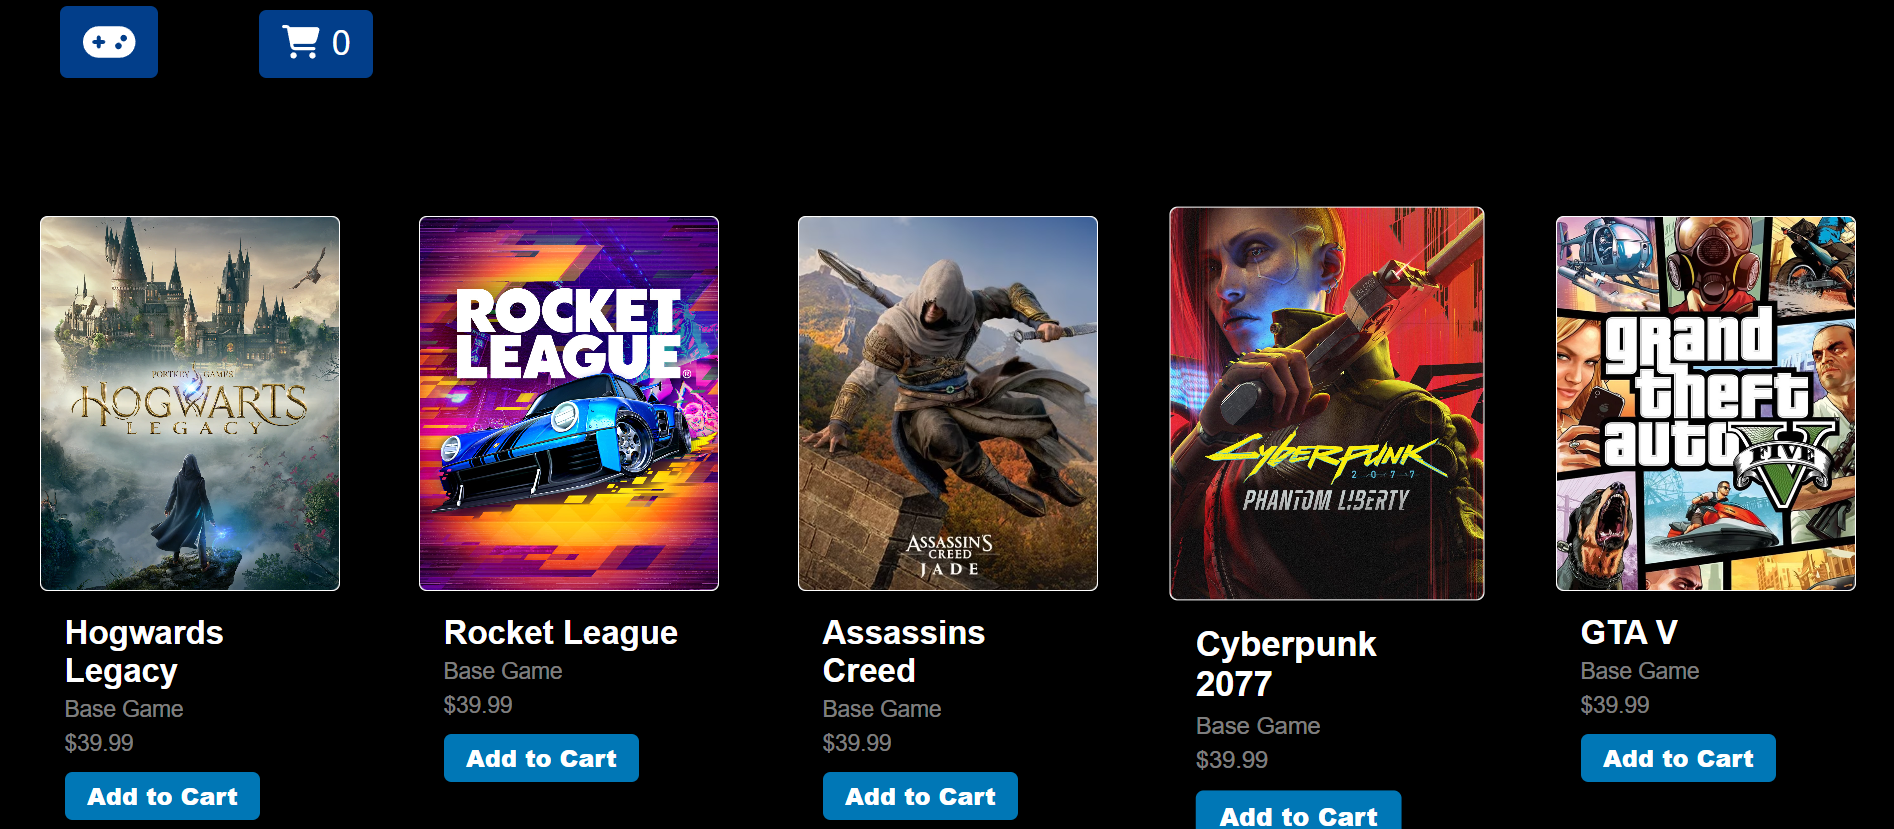 0
PORTKEY GAMES
HOGWARTS
LEGACY
Hogwards
Legacy
Base Game
$39.99
Add to Cart
ROCKET
LEAGUE®
Rocket League
Base Game
$39.99
Add to Cart
ASSASSIN'S
CREED
JADE
Assassins
Creed
Base Game
$39.99
Add to Cart
CYBERPUNK
2077
PHANTOM LIBERTY
Cyberpunk
2077
Base Game
$39.99
Add to Cart
grand
theft
auto V
FIVE
GTA V
Base Game
$39.99
Add to Cart